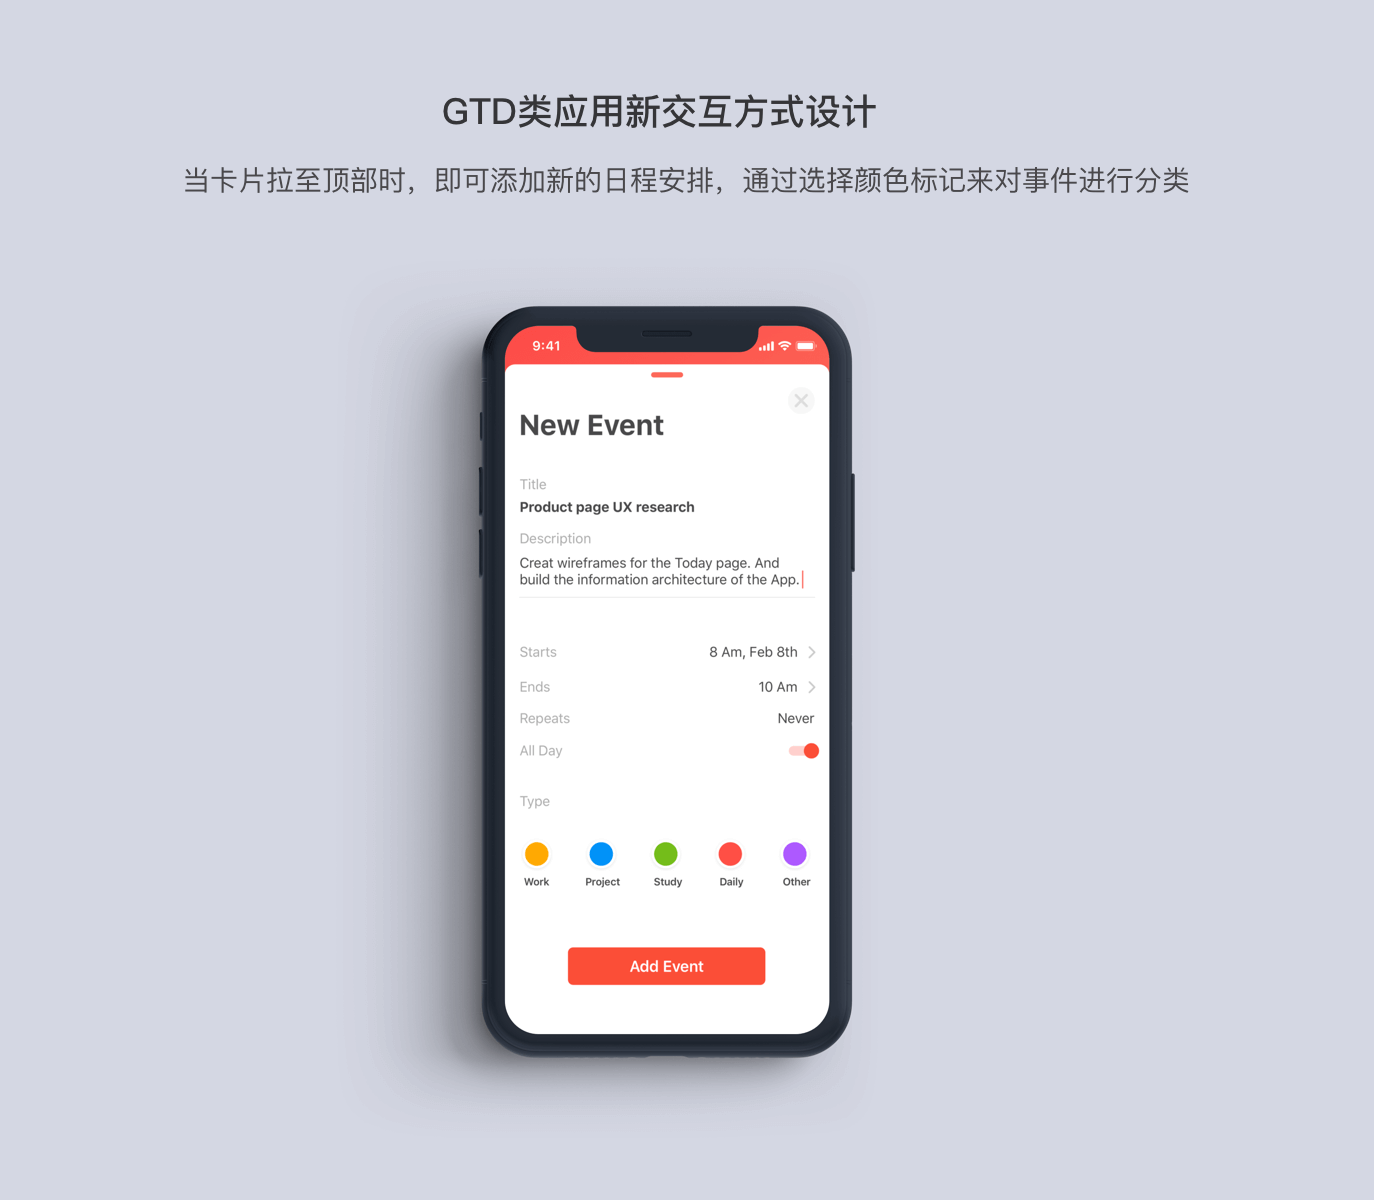 GTD类应用新交互方式设计
当卡片拉至顶部时，即可添加新的日程安排，通过选择颜色标记来对事件进行分类
9:41
New Event
Title
Product page UX research
Description
Creat wireframes for the Today page. And
build the information architecture of the App.
Starts 8 Am, Feb 8th
Ends 10 Am
Repeats Never
All Day
Type
Work Project Study Daily Other
Add Event